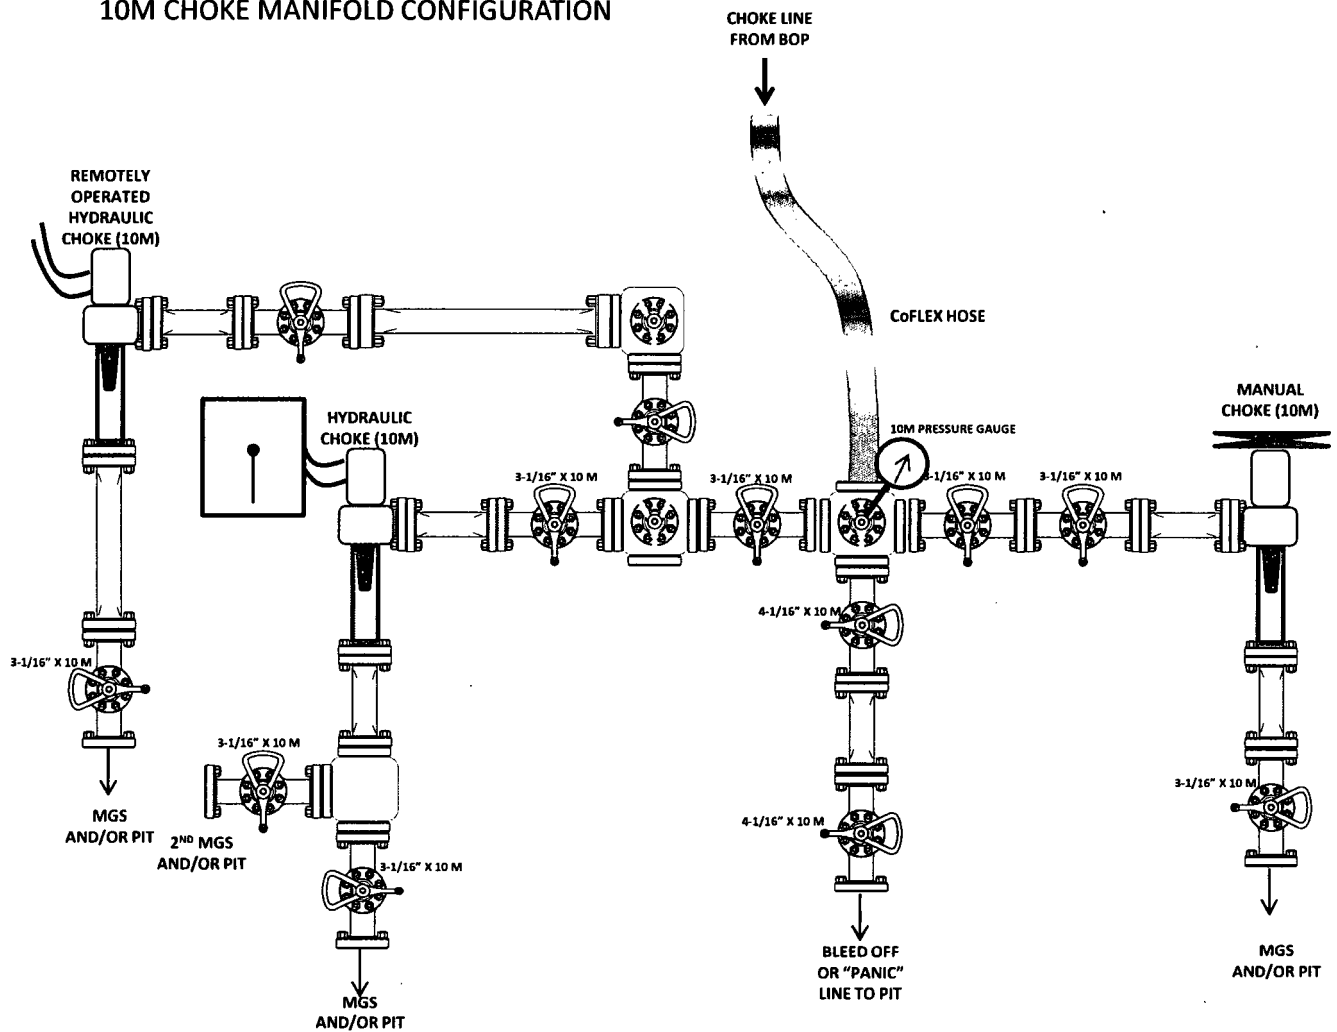 10M CHOKE MANIFOLD CONFIGURATION
CHOKE LINE
FROM BOP
REMOTELY
OPERATED
HYDRAULIC
CHOKE (10M)
CoFLEX HOSE
MANUAL
CHOKE (10M)
HYDRAULIC
CHOKE (10M)
10M PRESSURE GAUGE
3-1/16" X 10 M
3-1/16" X 10 M
3-1/16" X 10 M
3-1/16" X 10 M
4-1/16" X 10 M
3-1/16" X 10 M
3-1/16" X 10 M
3-1/16" X 10 M
4-1/16" X 10 M
MGS
AND/OR PIT
2ND MGS
AND/OR PIT
3-1/16" X 10 M
BLEED OFF
OR "PANIC"
LINE TO PIT
MGS
AND/OR PIT
MGS
AND/OR PIT